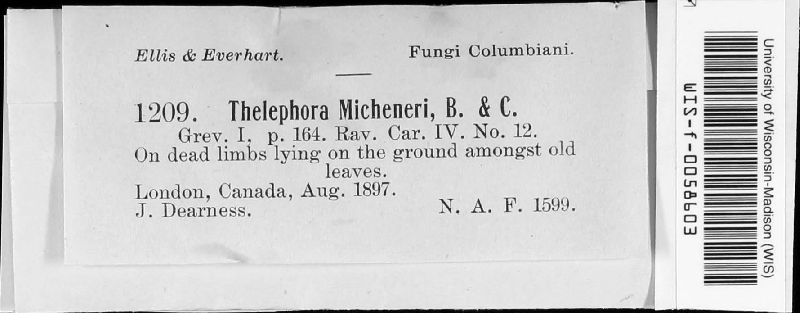 Ellis & Everhart. Fungi Columbiani.
1209. Thelephora Micheneri, B. & C.
Grev. I, p. 164. Rav. Car. IV. No. 12.
On dead limbs lying on the ground amongst old
leaves.
London, Canada, Aug. 1897.
J. Dearness. N. A. F. 1599.
University of Wisconsin-Madison (WIS)
WIS-f-0058903